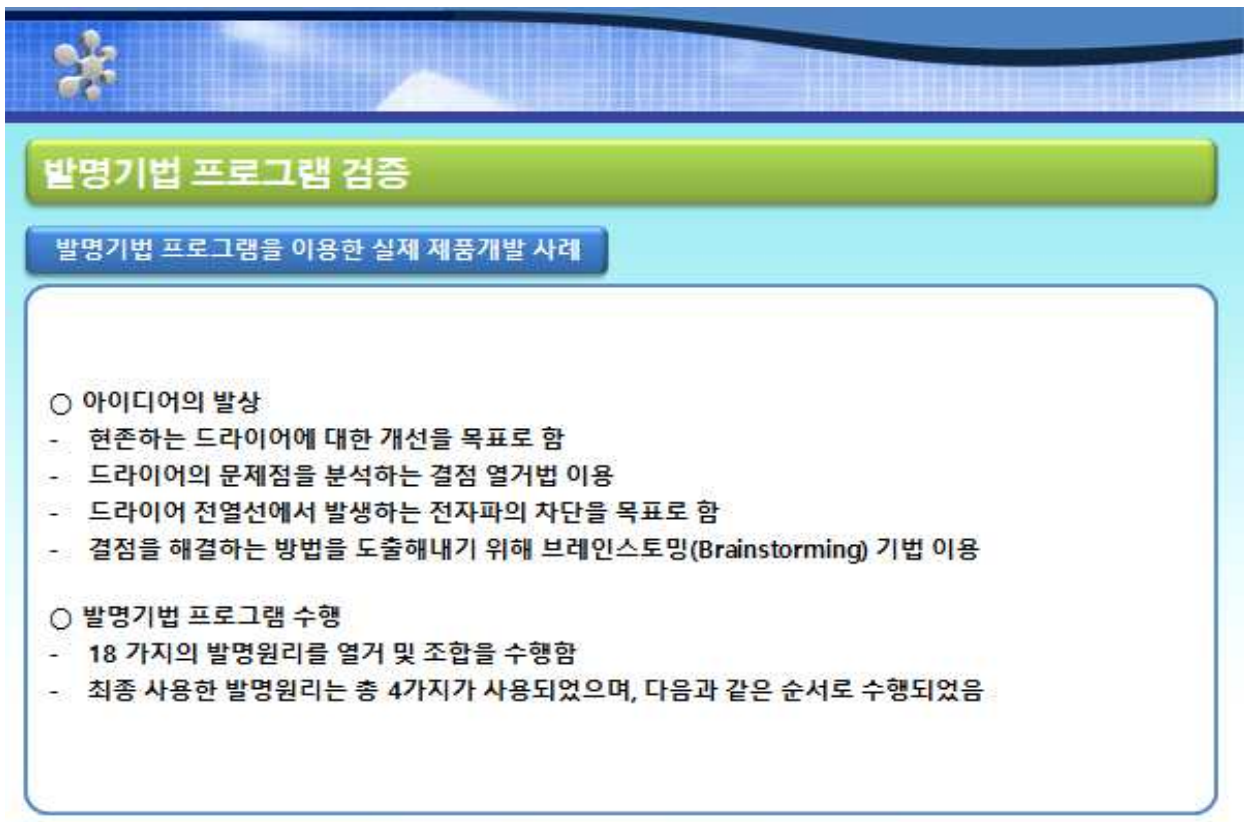 발명기법 프로그램 검증
발명기법 프로그램을 이용한 실제 제품개발 사례
○ 아이디어의 발상
- 현존하는 드라이어에 대한 개선을 목표로 함
- 드라이어의 문제점을 분석하는 결점 열거법 이용
- 드라이어 전열선에서 발생하는 전자파의 차단을 목표로 함
- 결점을 해결하는 방법을 도출해내기 위해 브레인스토밍(Brainstorming) 기법 이용
○ 발명기법 프로그램 수행
- 18 가지의 발명원리를 열거 및 조합을 수행함
- 최종 사용한 발명원리는 총 4가지가 사용되었으며, 다음과 같은 순서로 수행되었음